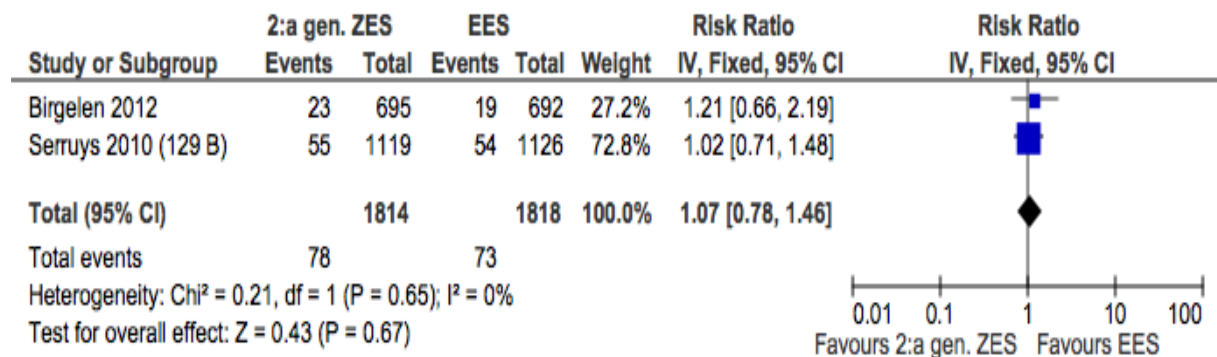 2:a gen. ZES EES Risk Ratio Risk Ratio
Study or Subgroup Events Total Events Total Weight IV, Fixed, 95% CI IV, Fixed, 95% CI
Birgelen 2012 23 695 19 692 27.2% 1.21 [0.66, 2.19]
Serruys 2010 (129 B) 55 1119 54 1126 72.8% 1.02 [0.71, 1.48]
Total (95% CI) 1814 1818 100.0% 1.07 [0.78, 1.46]
Total events 78 73
Heterogeneity: Chi² = 0.21, df = 1 (P = 0.65); I² = 0%
Test for overall effect: Z = 0.43 (P = 0.67)
0.01 0.1 1 10 100
Favours 2:a gen. ZES Favours EES